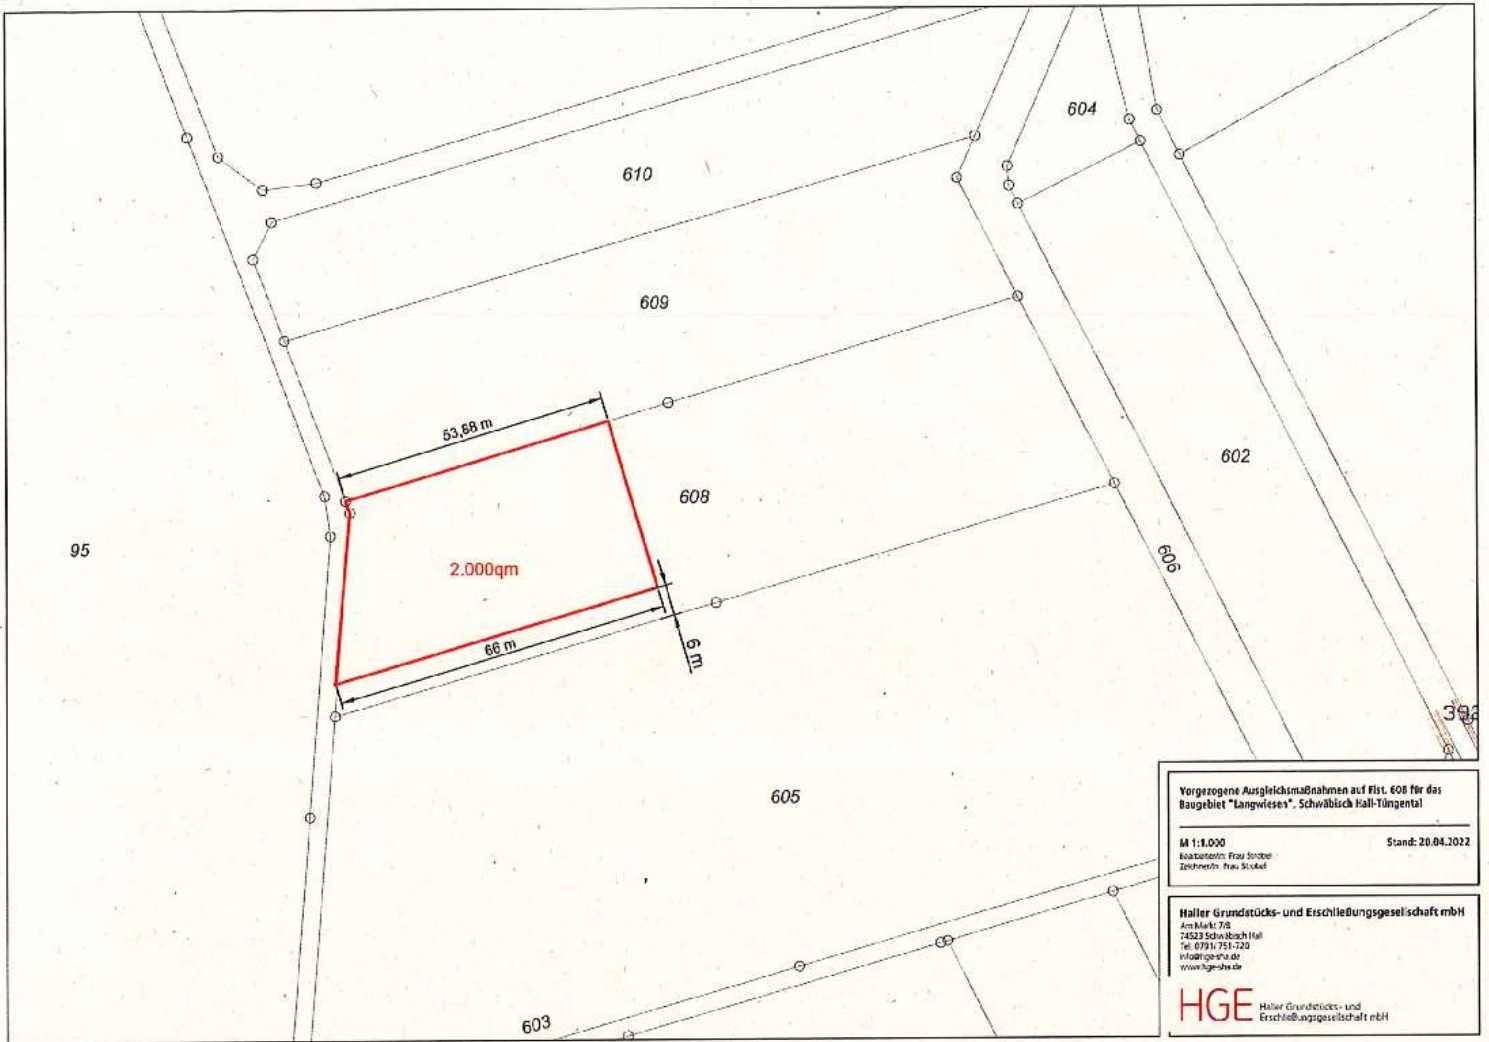 604
610
609
53,88 m
602
608
95
606
2.000qm
66 m
6 m
392
605
603
Vorgezogene Ausgleichsmaßnahmen auf Flst. 608 für das
Baugebiet "Langwiesen", Schwäbisch Hall-Tüngental
M 1:1.000
Stand: 20.04.2022
Bearbeiterin: Frau Strobel
Zeichnerin: Frau Strobel
Haller Grundstücks- und Erschließungsgesellschaft mbH
Am Markt 7/8
74523 Schwäbisch Hall
Tel. 0791/ 751-720
info@hge-sha.de
www.hge-sha.de
HGE
Haller Grundstücks- und
Erschließungsgesellschaft mbH